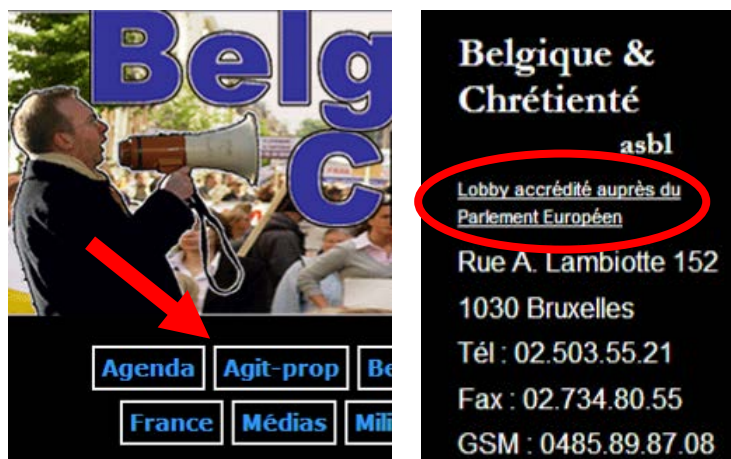 Belg
C
Agenda
Agit-prop
Be
France
Médias
Mili
Belgique &
Chrétienté
asbl
Lobby accrédité auprès du
Parlement Européen
Rue A. Lambiotte 152
1030 Bruxelles
Tél : 02.503.55.21
Fax : 02.734.80.55
GSM : 0485.89.87.08